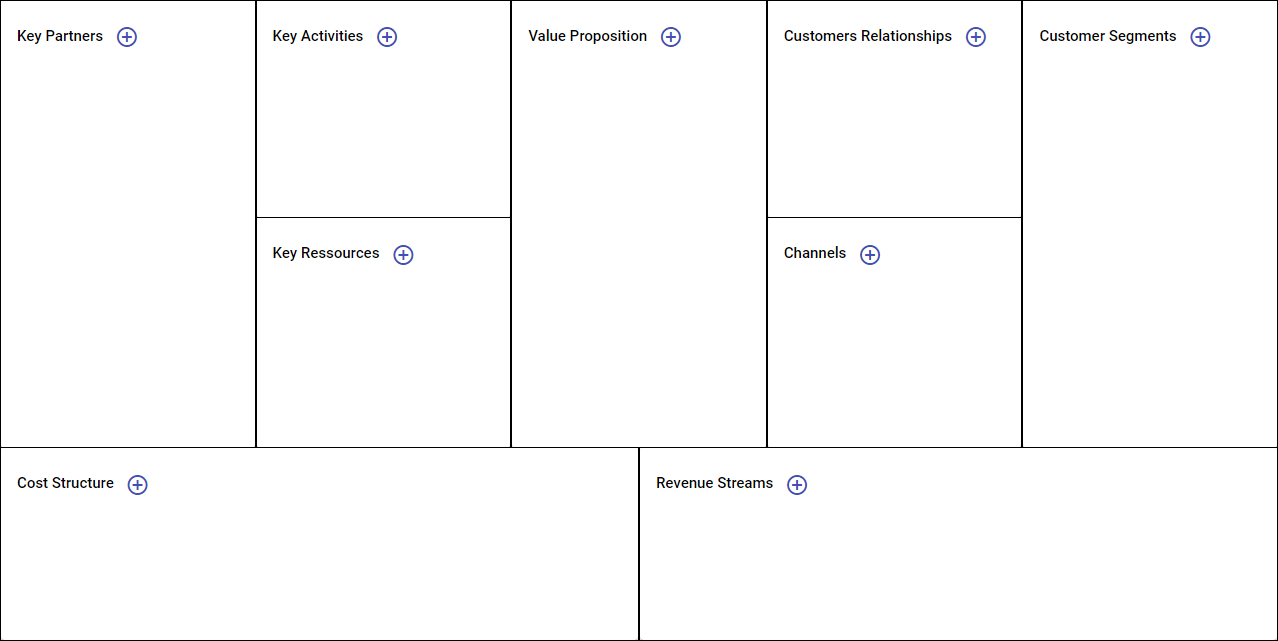 Key Partners
Key Activities
Value Proposition
Customers Relationships
Customer Segments
Key Ressources
Channels
Cost Structure
Revenue Streams